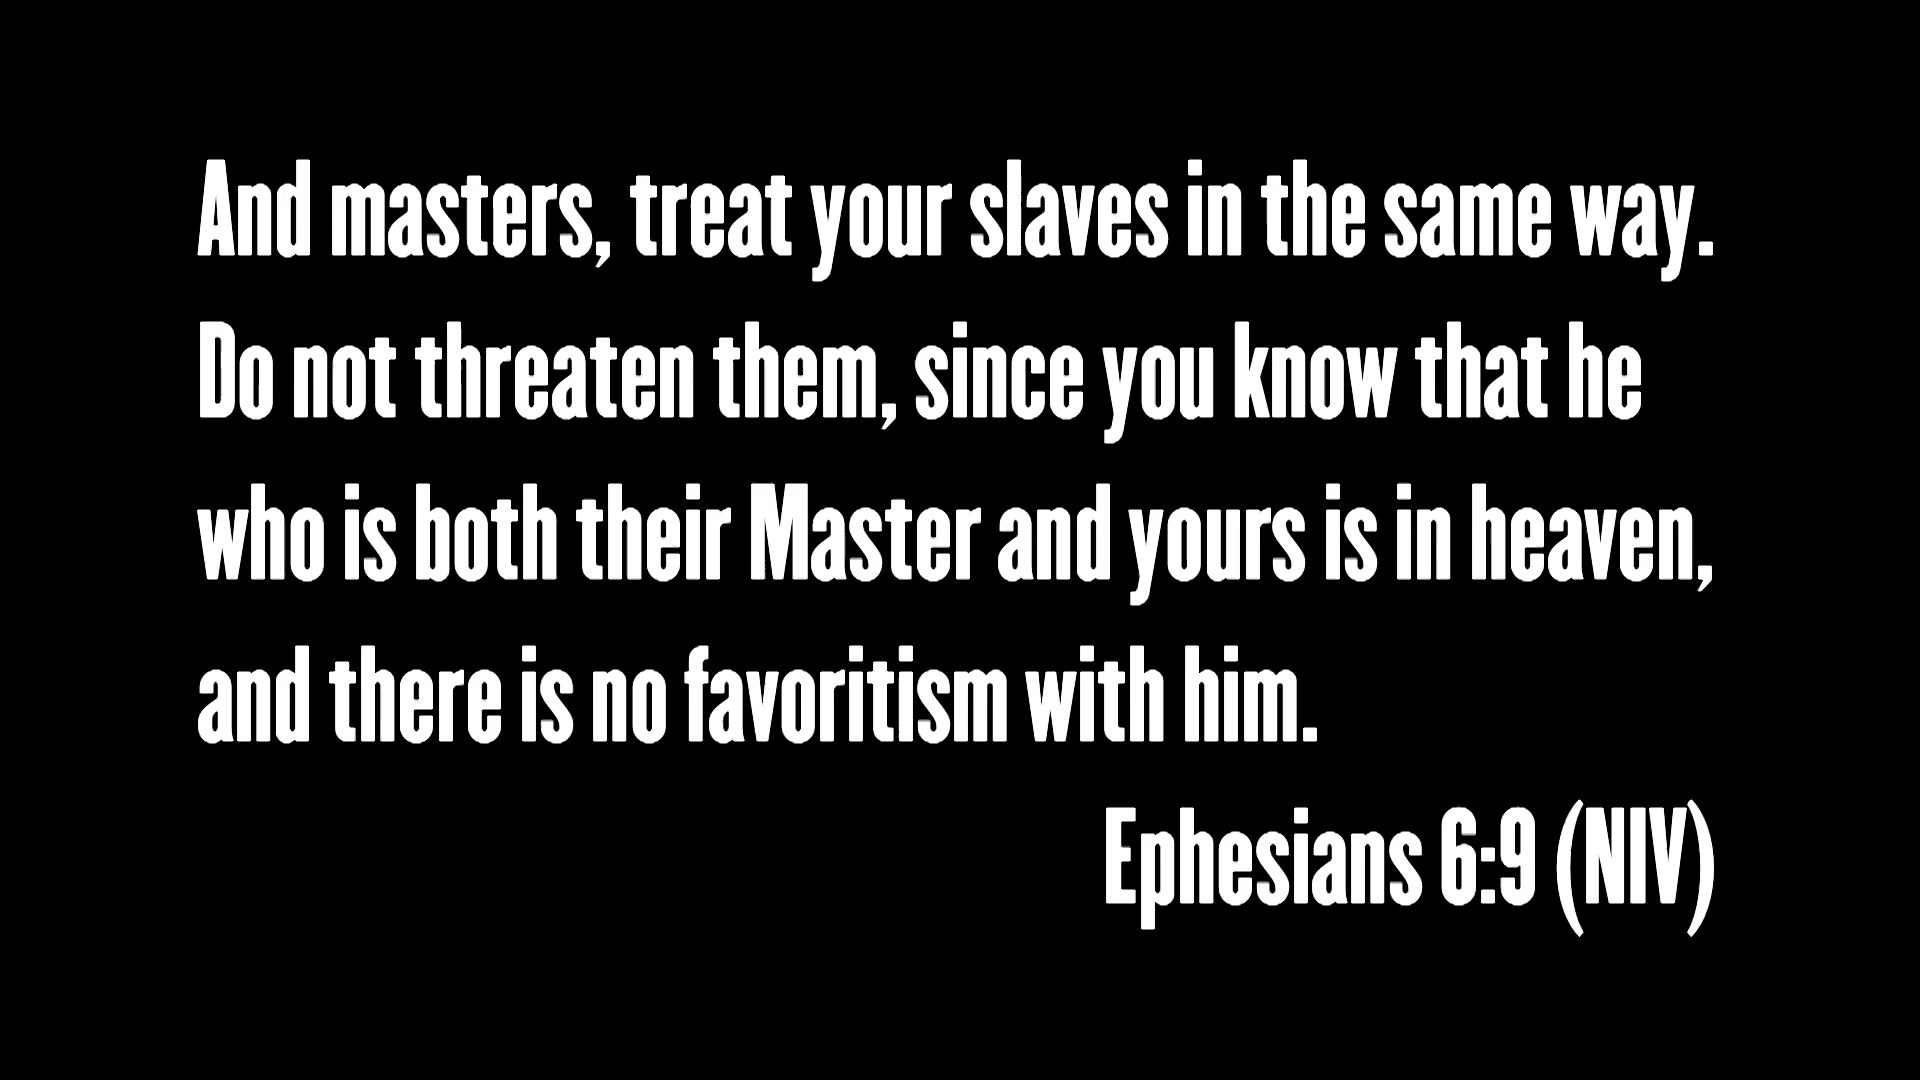 And masters, treat your slaves in the same way.
Do not threaten them, since you know that he
who is both their Master and yours is in heaven,
and there is no favoritism with him.
Ephesians 6:9 (NIV)